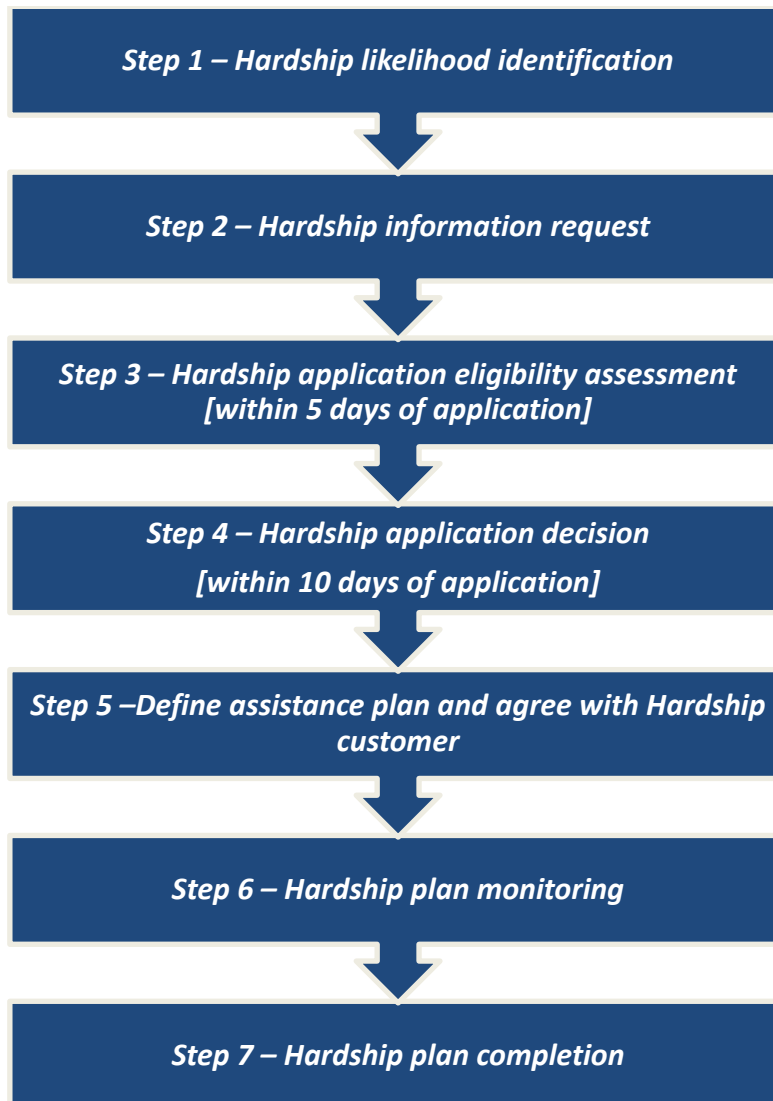 Step 1 – Hardship likelihood identification
Step 2 – Hardship information request
Step 3 – Hardship application eligibility assessment
[within 5 days of application]
Step 4 – Hardship application decision
[within 10 days of application]
Step 5 –Define assistance plan and agree with Hardship
customer
Step 6 – Hardship plan monitoring
Step 7 – Hardship plan completion